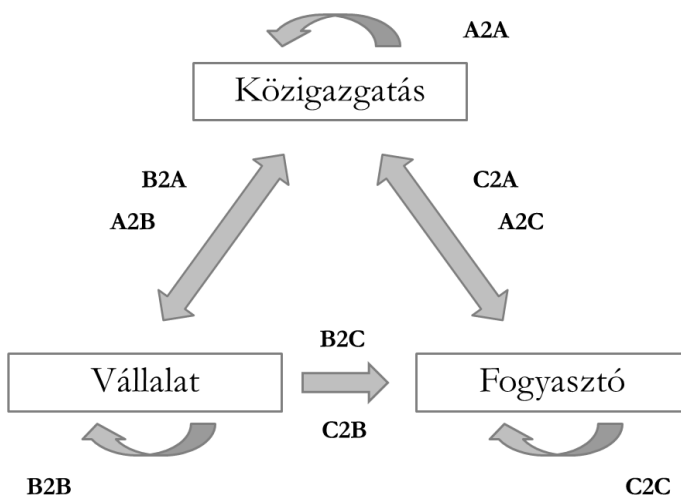 A2A
Közigazgatás
B2A
A2B
C2A
A2C
B2C
Vállalat
Fogyasztó
C2B
B2B
C2C